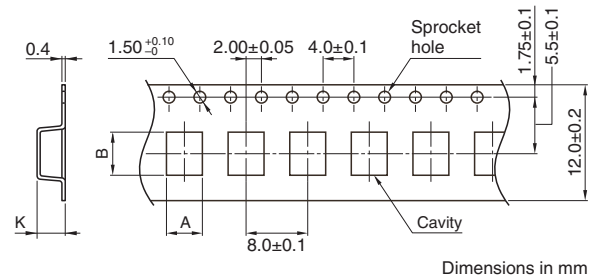 0.4
1.50 +0.10 −0
2.00±0.05
4.0±0.1
Sprocket
hole
1.75±0.1
5.5±0.1
12.0±0.2
B
K
A
8.0±0.1
Cavity
Dimensions in mm